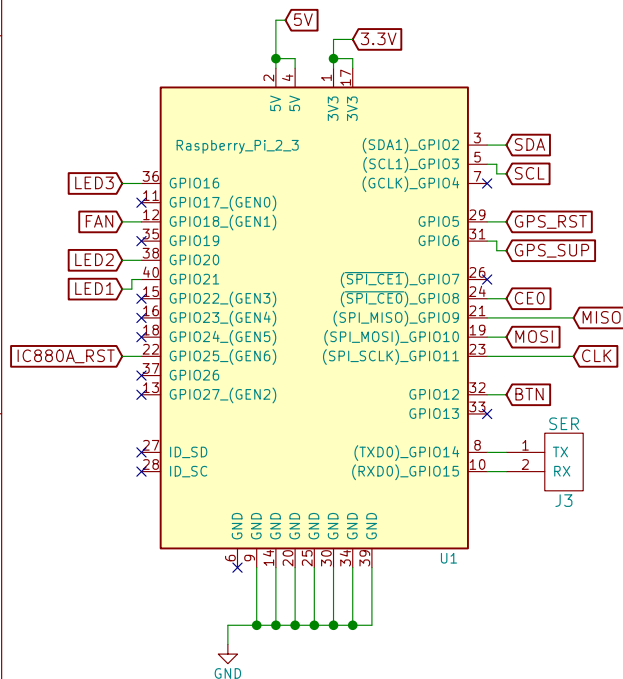 5V
3.3V
2 4 1 17
5V 5V 3V3 3V3
Raspberry_Pi_2_3
(SDA1)_GPIO2 3 SDA
(SCL1)_GPIO3 5 SCL
LED3 36 GPIO16
(GCLK)_GPIO4 7
11 GPIO17_(GEN0)
FAN 12 GPIO18_(GEN1)
GPIO5 29 GPS_RST
35 GPIO19
GPIO6 31 GPS_SUP
LED2 38 GPIO20
LED1 40 GPIO21
(SPI_CE1)_GPIO7 26
15 GPIO22_(GEN3)
(SPI_CE0)_GPIO8 24 CE0
16 GPIO23_(GEN4)
(SPI_MISO)_GPIO9 21 MISO
18 GPIO24_(GEN5)
(SPI_MOSI)_GPIO10 19 MOSI
IC880A_RST 22 GPIO25_(GEN6)
(SPI_SCLK)_GPIO11 23 CLK
37 GPIO26
13 GPIO27_(GEN2)
GPIO12 32 BTN
GPIO13 33
SER
27 ID_SD
(TXD0)_GPIO14 8 1 TX
28 ID_SC
(RXD0)_GPIO15 10 2 RX
J3
GND GND GND GND GND GND GND GND
6 9 14 20 25 30 34 39
U1
GND